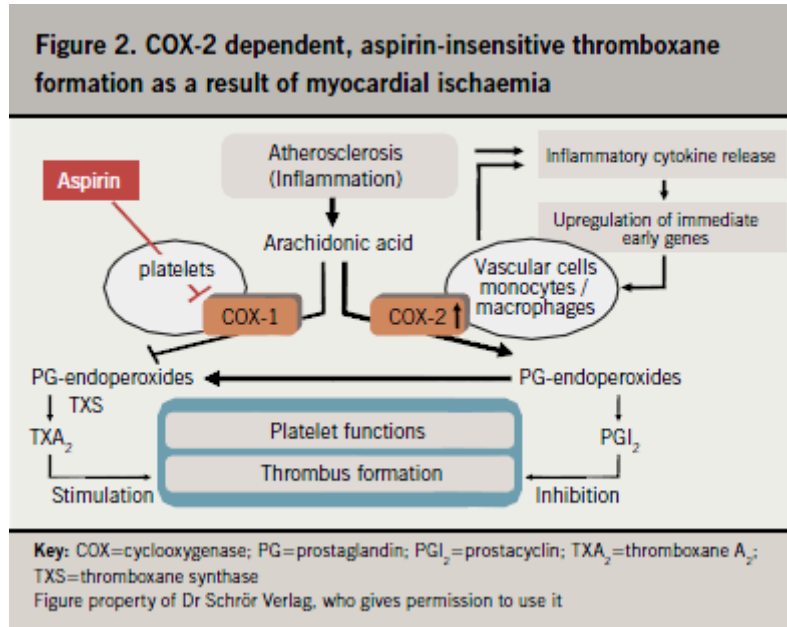 Figure 2. COX-2 dependent, aspirin-insensitive thromboxane
formation as a result of myocardial ischaemia
Aspirin
Atherosclerosis
(Inflammation)
Inflammatory cytokine release
Upregulation of immediate
early genes
Arachidonic acid
platelets
Vascular cells
monocytes /
macrophages
COX-1
COX-2
PG-endoperoxides
PG-endoperoxides
TXS
TXA₂
PGI₂
Platelet functions
Thrombus formation
Stimulation
Inhibition
Key: COX=cyclooxygenase; PG=prostaglandin; PGI₂=prostacyclin; TXA₂=thromboxane A₂;
TXS=thromboxane synthase
Figure property of Dr Schrör Verlag, who gives permission to use it